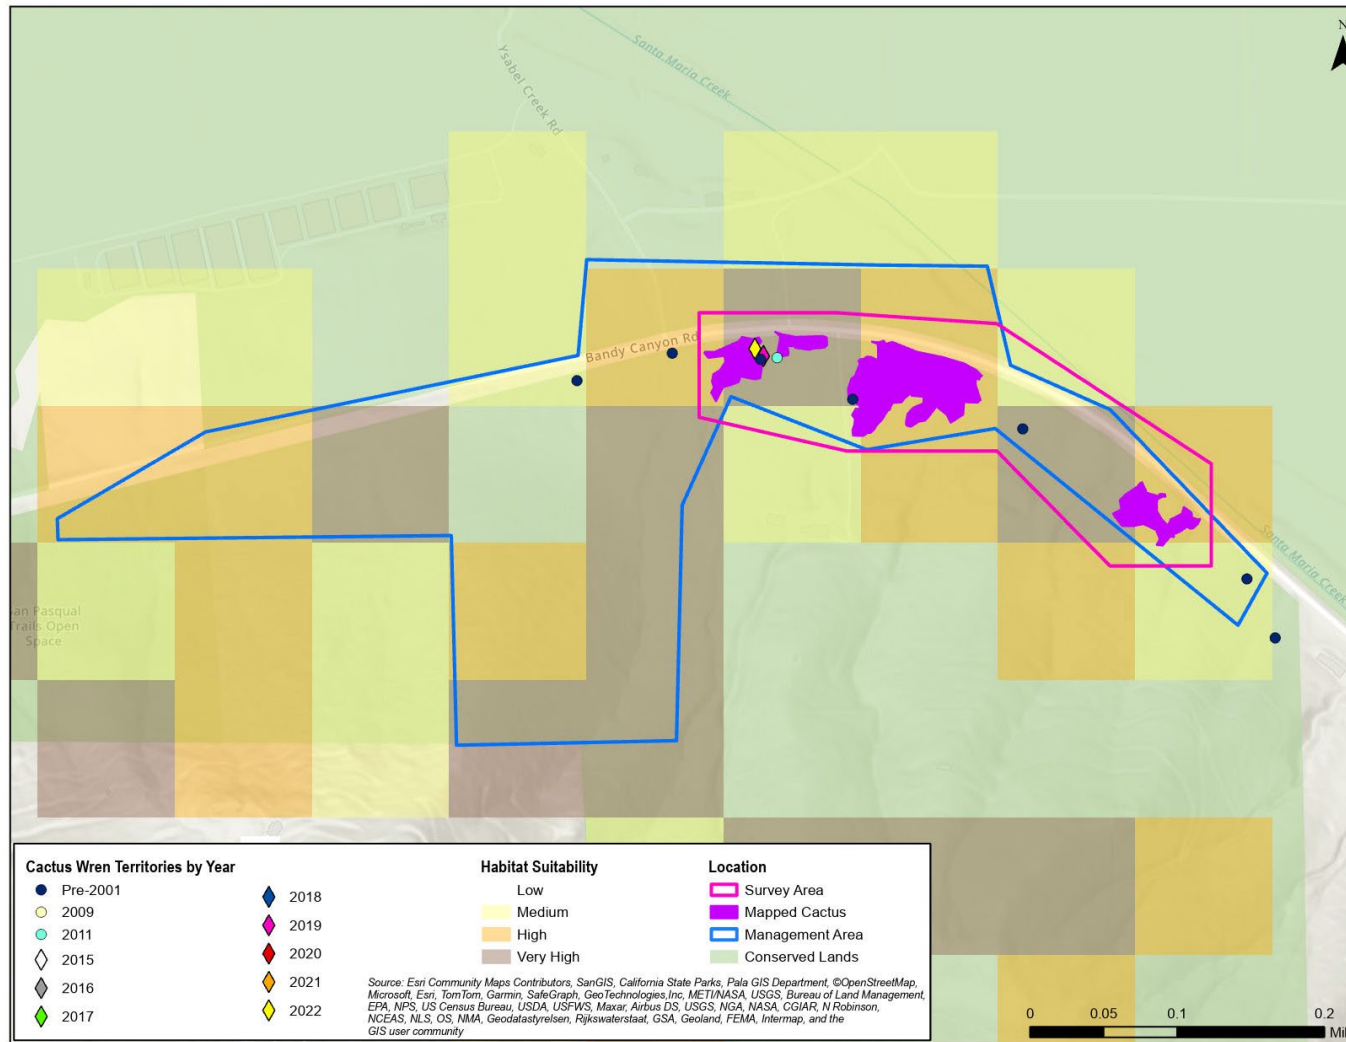 N
Santa Maria Creek
Ysabel Creek Rd
Bandy Canyon Rd
Santa Maria Creek
an Pasqual
Trails Open
Space
Cactus Wren Territories by Year
Pre-2001
2009
2011
2015
2016
2017
2018
2019
2020
2021
2022
Habitat Suitability
Low
Medium
High
Very High
Location
Survey Area
Mapped Cactus
Management Area
Conserved Lands
Source: Esri Community Maps Contributors, SanGIS, California State Parks, Pala GIS Department, ©OpenStreetMap,
Microsoft, Esri, TomTom, Garmin, SafeGraph, GeoTechnologies,Inc, METI/NASA, USGS, Bureau of Land Management,
EPA, NPS, US Census Bureau, USDA, USFWS, Maxar, Airbus DS, USGS, NGA, NASA, CGIAR, N Robinson,
NCEAS, NLS, OS, NMA, Geodatastyrelsen, Rijkswaterstaat, GSA, Geoland, FEMA, Intermap, and the
GIS user community
0 0.05 0.1 0.2
Mil